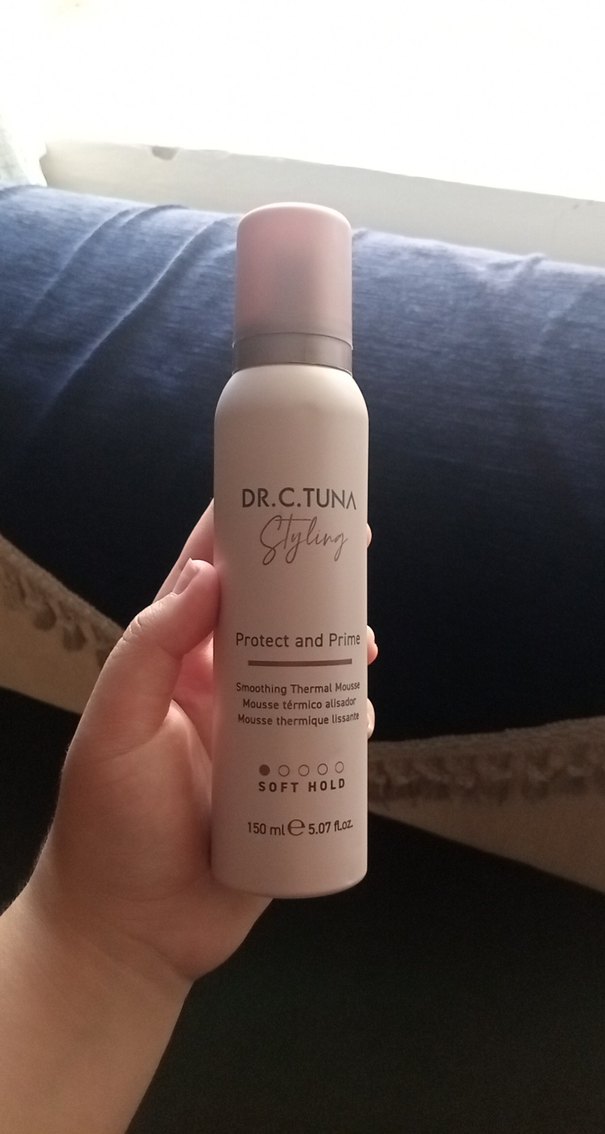 DR.C.TUNA
Styling
Protect and Prime
Smoothing Thermal Mousse
Mousse térmico alisador
Mousse thermique lissante
SOFT HOLD
150 ml ℮ 5.07 fl.oz.